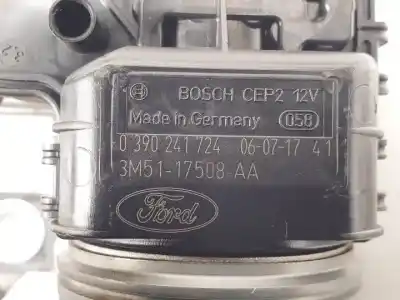 BOSCH CEP2 12V
Made in Germany 058
0 390 241 724 06-07-17 41
3M51-17508-AA
Ford